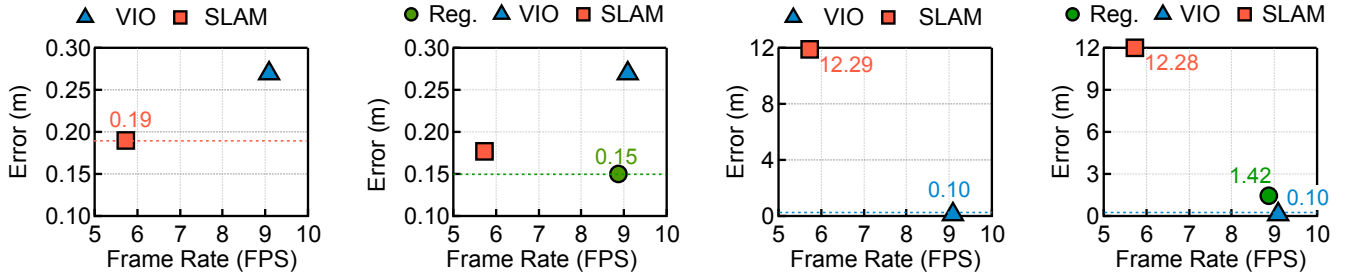 VIO SLAM
Error (m)
0.30
0.25
0.20
0.15
0.10
0.19
5 6 7 8 9 10
Frame Rate (FPS)
Reg. VIO SLAM
Error (m)
0.30
0.25
0.20
0.15
0.10
0.15
5 6 7 8 9 10
Frame Rate (FPS)
VIO SLAM
Error (m)
12
8
4
0
12.29
0.10
5 6 7 8 9 10
Frame Rate (FPS)
Reg. VIO SLAM
Error (m)
12
9
6
3
0
12.28
1.42
0.10
5 6 7 8 9 10
Frame Rate (FPS)